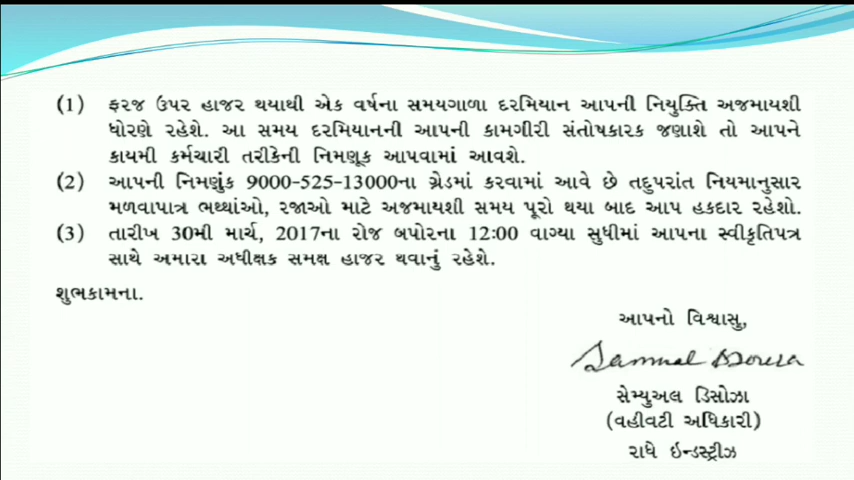 (1) ફરજ ઉપર હાજર થયાથી એક વર્ષના સમયગાળા દરમિયાન આપની નિયુક્તિ અજમાયશી
ધોરણે રહેશે. આ સમય દરમિયાનની આપની કામગીરી સંતોષકારક જણાશે તો આપને
કાયમી કર્મચારી તરીકેની નિમણૂક આપવામાં આવશે.
(2) આપની નિમણુંક 9000-525-13000ના ગ્રેડમાં કરવામાં આવે છે તદુપરાંત નિયમાનુસાર
મળવાપાત્ર ભથ્થાંઓ, રજાઓ માટે અજમાયશી સમય પૂરો થયા બાદ આપ હકદાર રહેશો.
(3) તારીખ 30મી માર્ચ, 2017ના રોજ બપોરના 12:00 વાગ્યા સુધીમાં આપના સ્વીકૃતિપત્ર
સાથે અમારા અધીક્ષક સમક્ષ હાજર થવાનું રહેશે.
શુભકામના.
આપનો વિશ્વાસુ,
સેમ્યુઅલ ડિસોઝા
(વહીવટી અધિકારી)
રાધે ઇન્ડસ્ટ્રીઝ